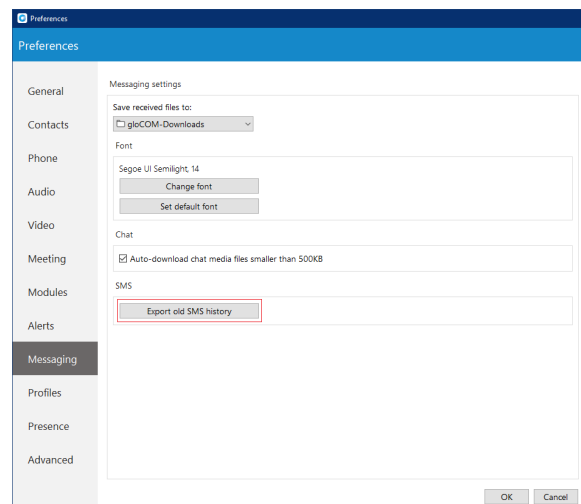 Preferences
Preferences
General
Contacts
Phone
Audio
Video
Meeting
Modules
Alerts
Messaging
Profiles
Presence
Advanced
Messaging settings
Save received files to:
gloCOM-Downloads
Font
Segoe UI Semilight, 14
Change font
Set default font
Chat
Auto-download chat media files smaller than 500KB
SMS
Export old SMS history
OK Cancel